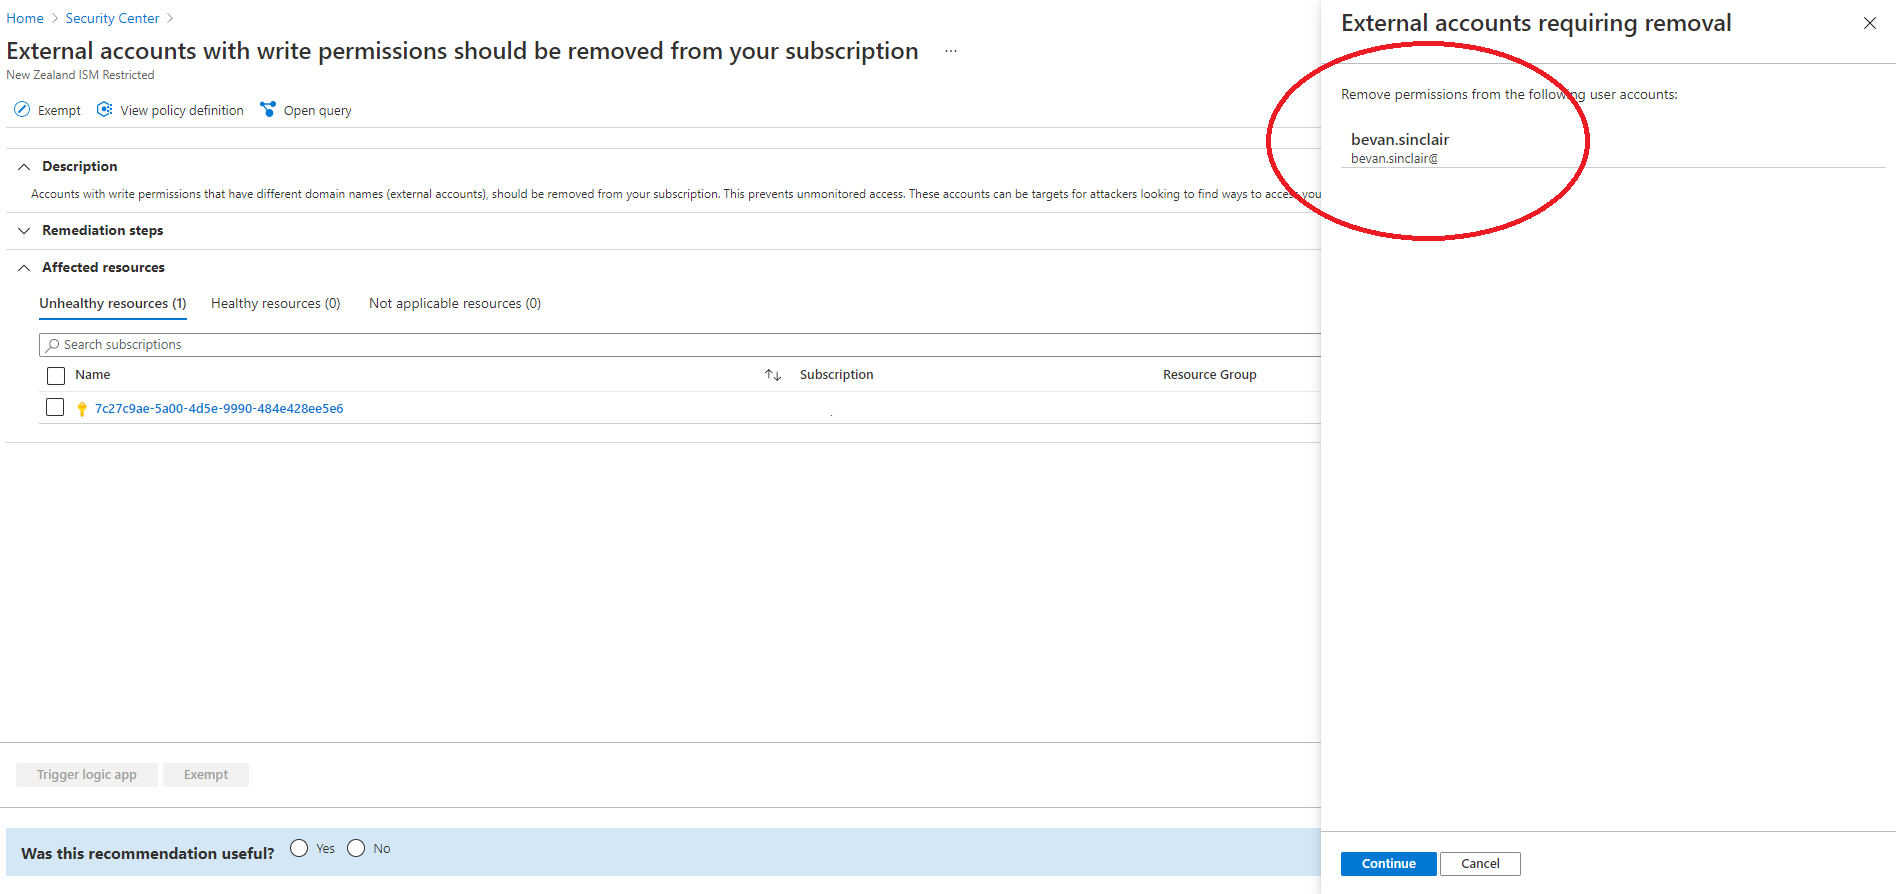 Home > Security Center >
External accounts with write permissions should be removed from your subscription ...
New Zealand ISM Restricted
Exempt View policy definition Open query
Description
Accounts with write permissions that have different domain names (external accounts), should be removed from your subscription. This prevents unmonitored access. These accounts can be targets for attackers looking to find ways to access you
Remediation steps
Affected resources
Unhealthy resources (1) Healthy resources (0) Not applicable resources (0)
Search subscriptions
Name Subscription Resource Group
7c27c9ae-5a00-4d5e-9990-484e428ee5e6
Trigger logic app Exempt
Was this recommendation useful? Yes No
External accounts requiring removal
Remove permissions from the following user accounts:
bevan.sinclair
bevan.sinclair@
Continue Cancel